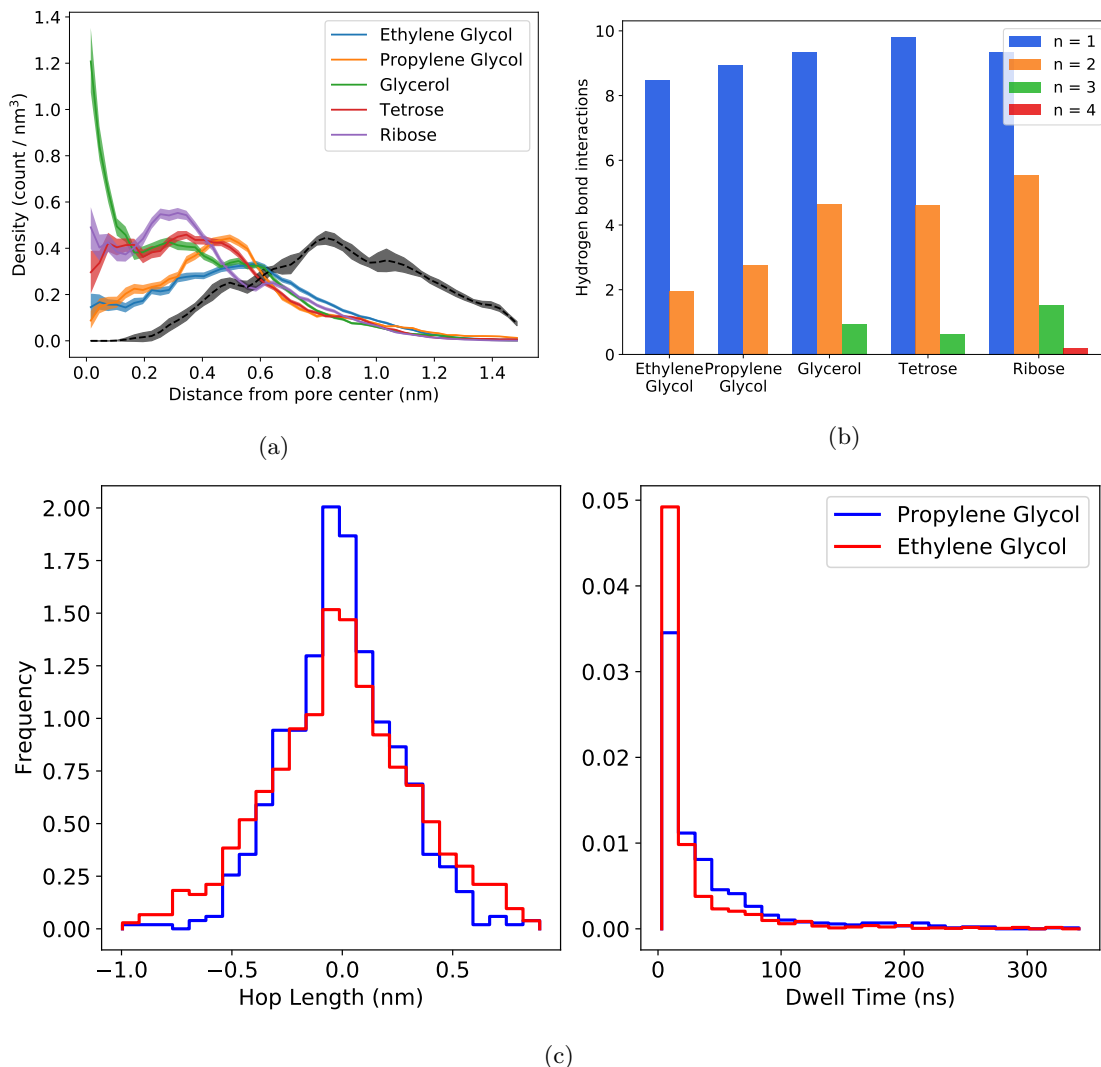 1.4
1.2
1.0
0.8
0.6
0.4
0.2
0.0
Density (count / nm³)
0.0 0.2 0.4 0.6 0.8 1.0 1.2 1.4
Distance from pore center (nm)
Ethylene Glycol
Propylene Glycol
Glycerol
Tetrose
Ribose
(a)
10
8
6
4
2
0
Hydrogen bond interactions
n = 1
n = 2
n = 3
n = 4
Ethylene Glycol
Propylene Glycol
Glycerol
Tetrose
Ribose
(b)
2.00
1.75
1.50
1.25
1.00
0.75
0.50
0.25
0.00
Frequency
−1.0 −0.5 0.0 0.5
Hop Length (nm)
0.05
0.04
0.03
0.02
0.01
0.00
Propylene Glycol
Ethylene Glycol
0 100 200 300
Dwell Time (ns)
(c)